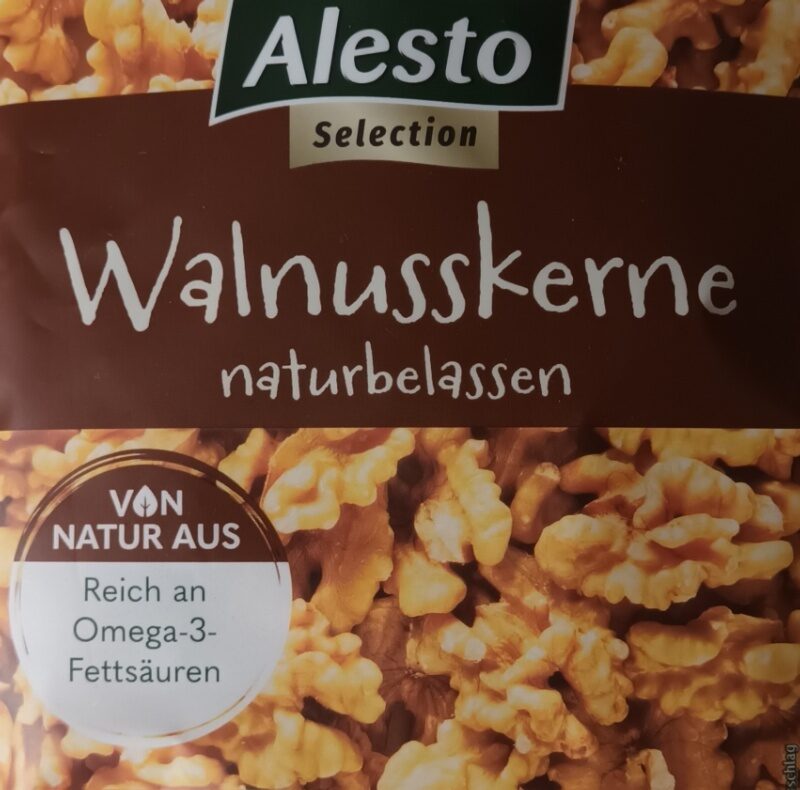 Alesto
Selection
Walnusskerne
naturbelassen
VON
NATUR AUS
Reich an
Omega-3-
Fettsäuren
schlag